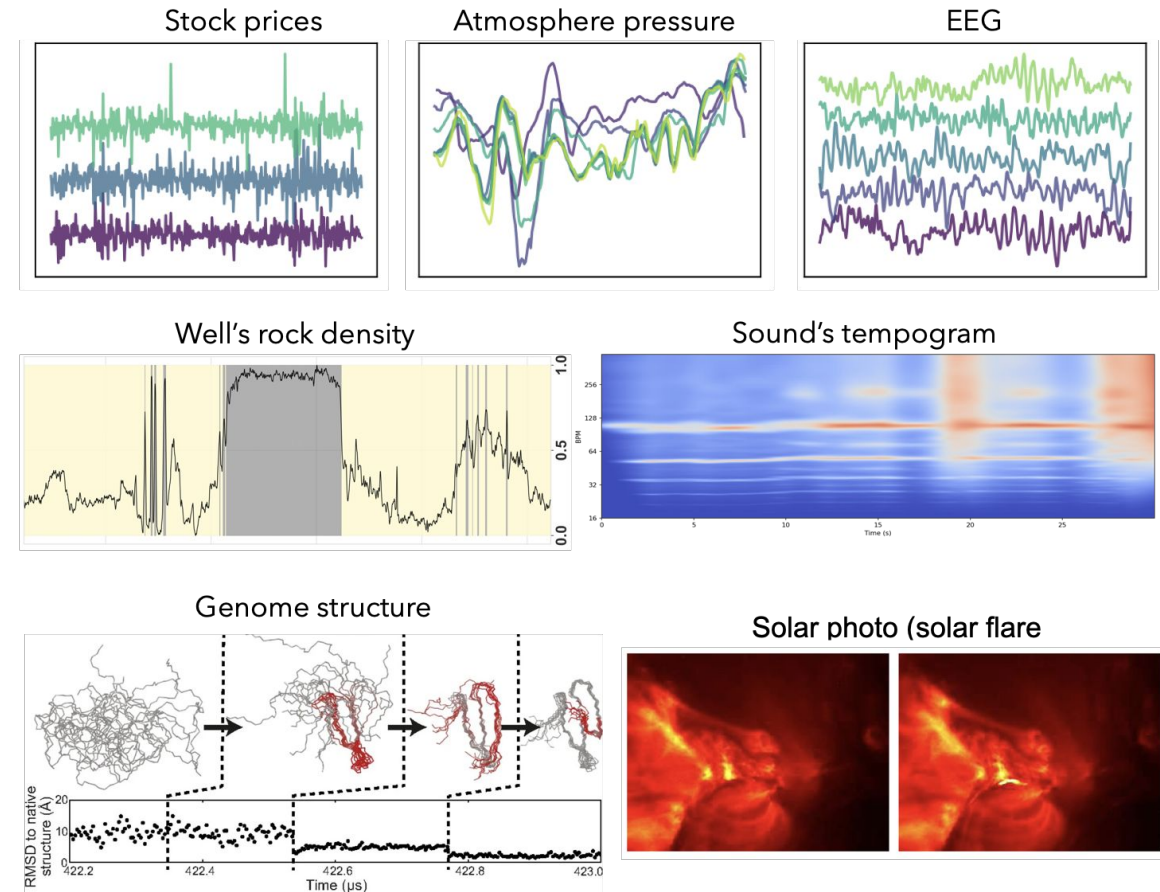 Stock prices
Atmosphere pressure
EEG
Well's rock density
1.0
0.5
0.0
Sound's tempogram
256
128
64
32
16
BPM
0
5
10
15
20
25
Time (s)
Genome structure
RMSD to native
structure (Å)
20
10
0
422.2
422.4
422.6
422.8
423.0
Time (μs)
Solar photo (solar flare